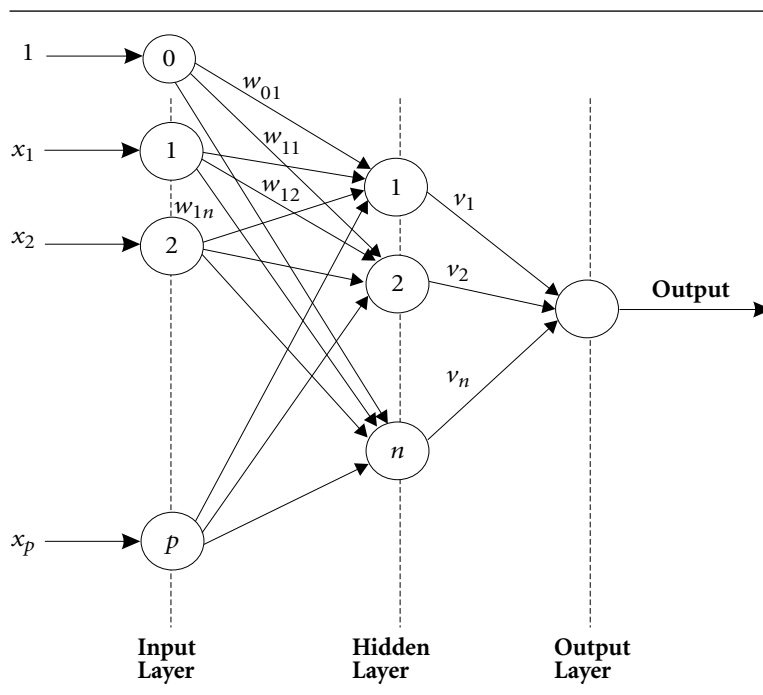 1
0
w01
x1
1
w11
w12
1
v1
w1n
x2
2
2
v2
Output
vn
n
xp
p
Input
Layer
Hidden
Layer
Output
Layer